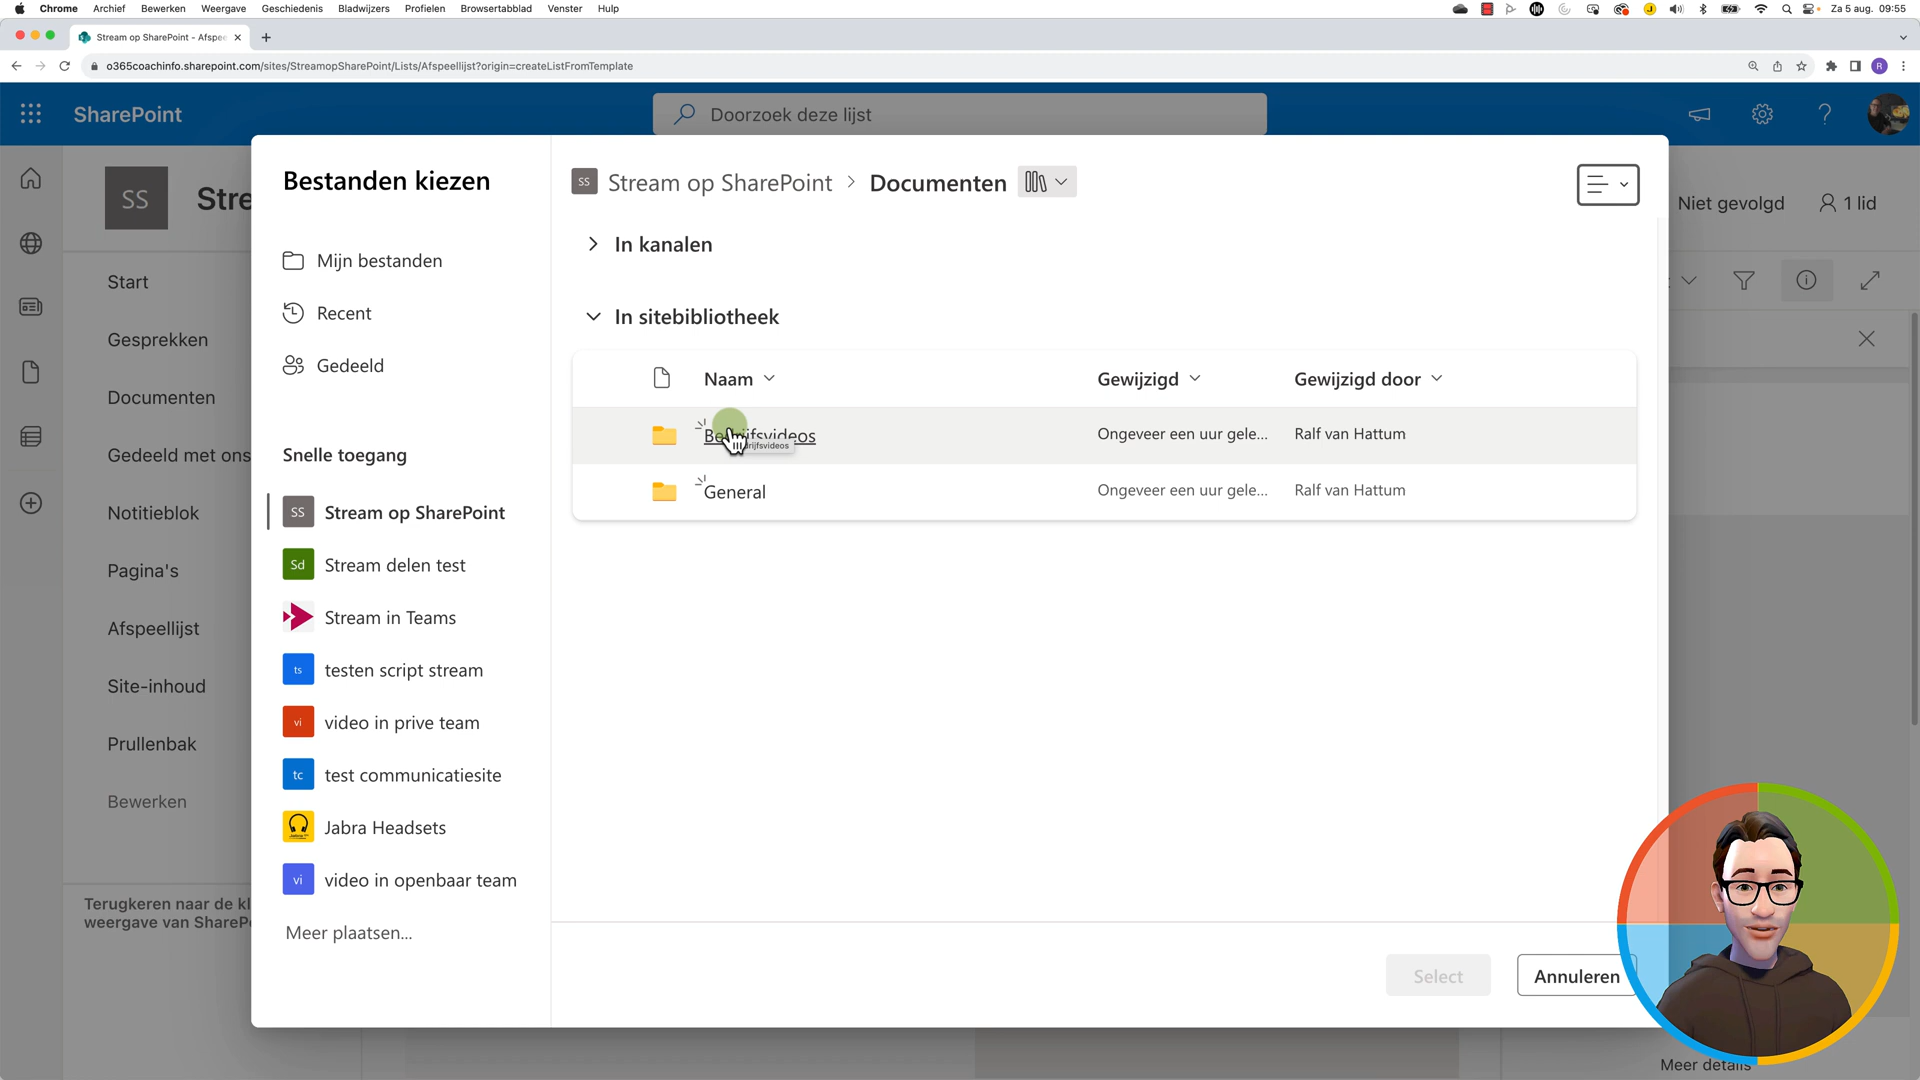 Chrome Archief Bewerken Weergave Geschiedenis Bladwijzers Profielen Browsertabblad Venster Hulp
Za 5 aug. 09:55
Stream op SharePoint - Afspee
o365coachinfo.sharepoint.com/sites/StreamopSharePoint/Lists/Afspeellijst?origin=createListFromTemplate
R
SharePoint
Doorzoek deze lijst
SS
Stre
Niet gevolgd
1 lid
Start
Gesprekken
Documenten
Gedeeld met ons
Notitieblok
Pagina's
Afspeellijst
Site-inhoud
Prullenbak
Bewerken
Terugkeren naar de kl
weergave van SharePo
Bestanden kiezen
Mijn bestanden
Recent
Gedeeld
Snelle toegang
SS Stream op SharePoint
Sd Stream delen test
Stream in Teams
ts testen script stream
vi video in prive team
tc test communicatiesite
Jabra Headsets
vi video in openbaar team
Meer plaatsen...
SS Stream op SharePoint > Documenten
In kanalen
In sitebibliotheek
Naam Gewijzigd Gewijzigd door
Bedrijfsvideos Ongeveer een uur gele... Ralf van Hattum
General Ongeveer een uur gele... Ralf van Hattum
Select
Annuleren
Meer details